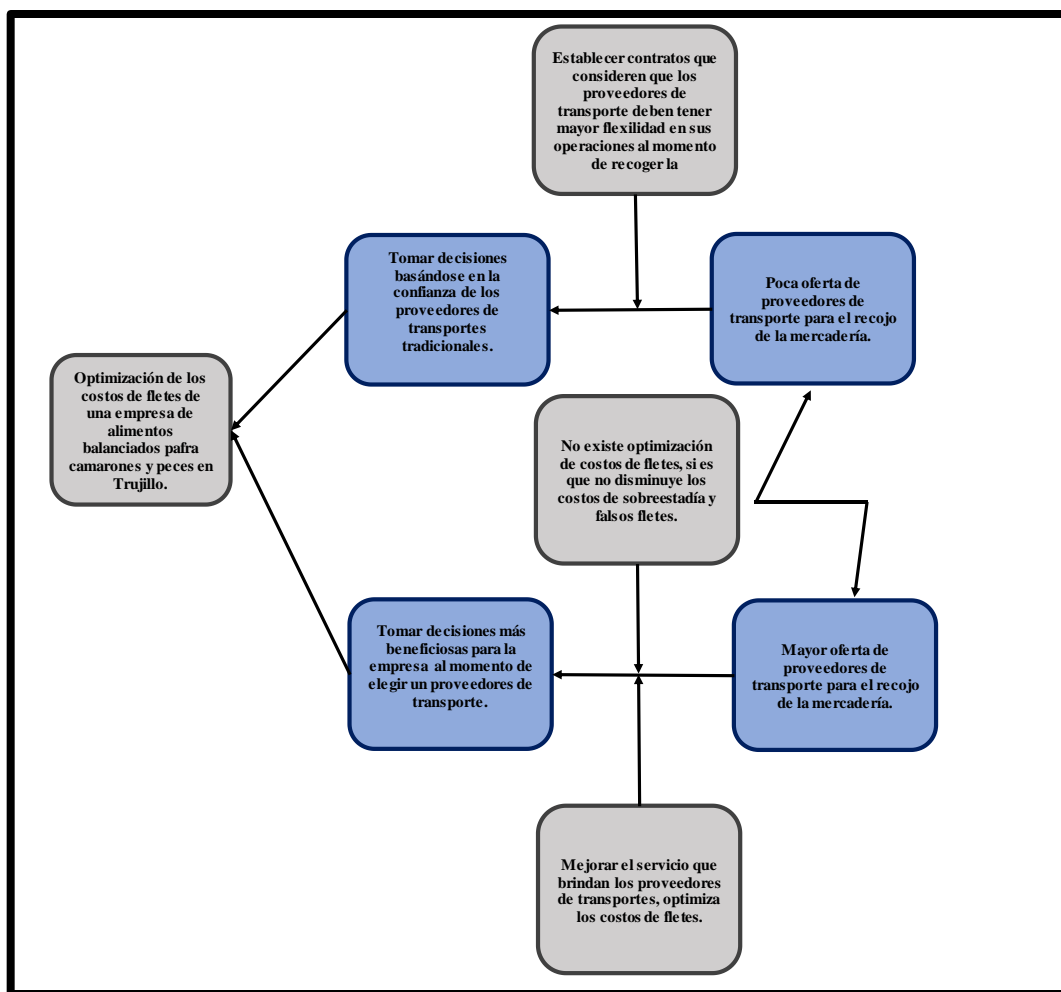 Establecer contratos que
consideren que los
proveedores de
transporte deben tener
mayor flexilidad en sus
operaciones al momento
de recoger la
Tomar decisiones
basándose en la
confianza de los
proveedores de
transportes
tradicionales.
Poca oferta de
proveedores de
transporte para el recojo
de la mercadería.
Optimización de los
costos de fletes de
una empresa de
alimentos
balanciados pafra
camarones y peces en
Trujillo.
No existe optimización
de costos de fletes, si es
que no disminuye los
costos de sobreestadía y
falsos fletes.
Tomar decisiones más
beneficiosas para la
empresa al momento de
elegir un proveedores de
transporte.
Mayor oferta de
proveedores de
transporte para el recojo
de la mercadería.
Mejorar el servicio que
brindan los proveedores
de transportes, optimiza
los costos de fletes.